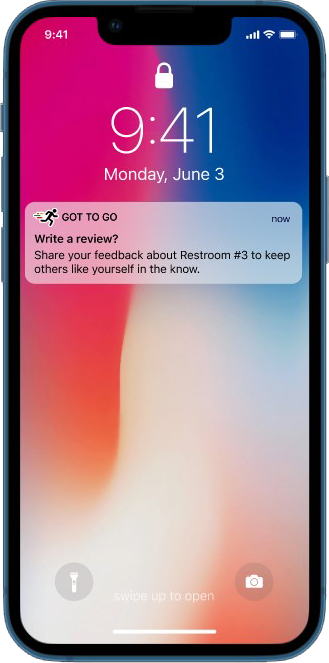 9:41
9:41
Monday, June 3
GOT TO GO now
Write a review?
Share your feedback about Restroom #3 to keep
others like yourself in the know.
swipe up to open